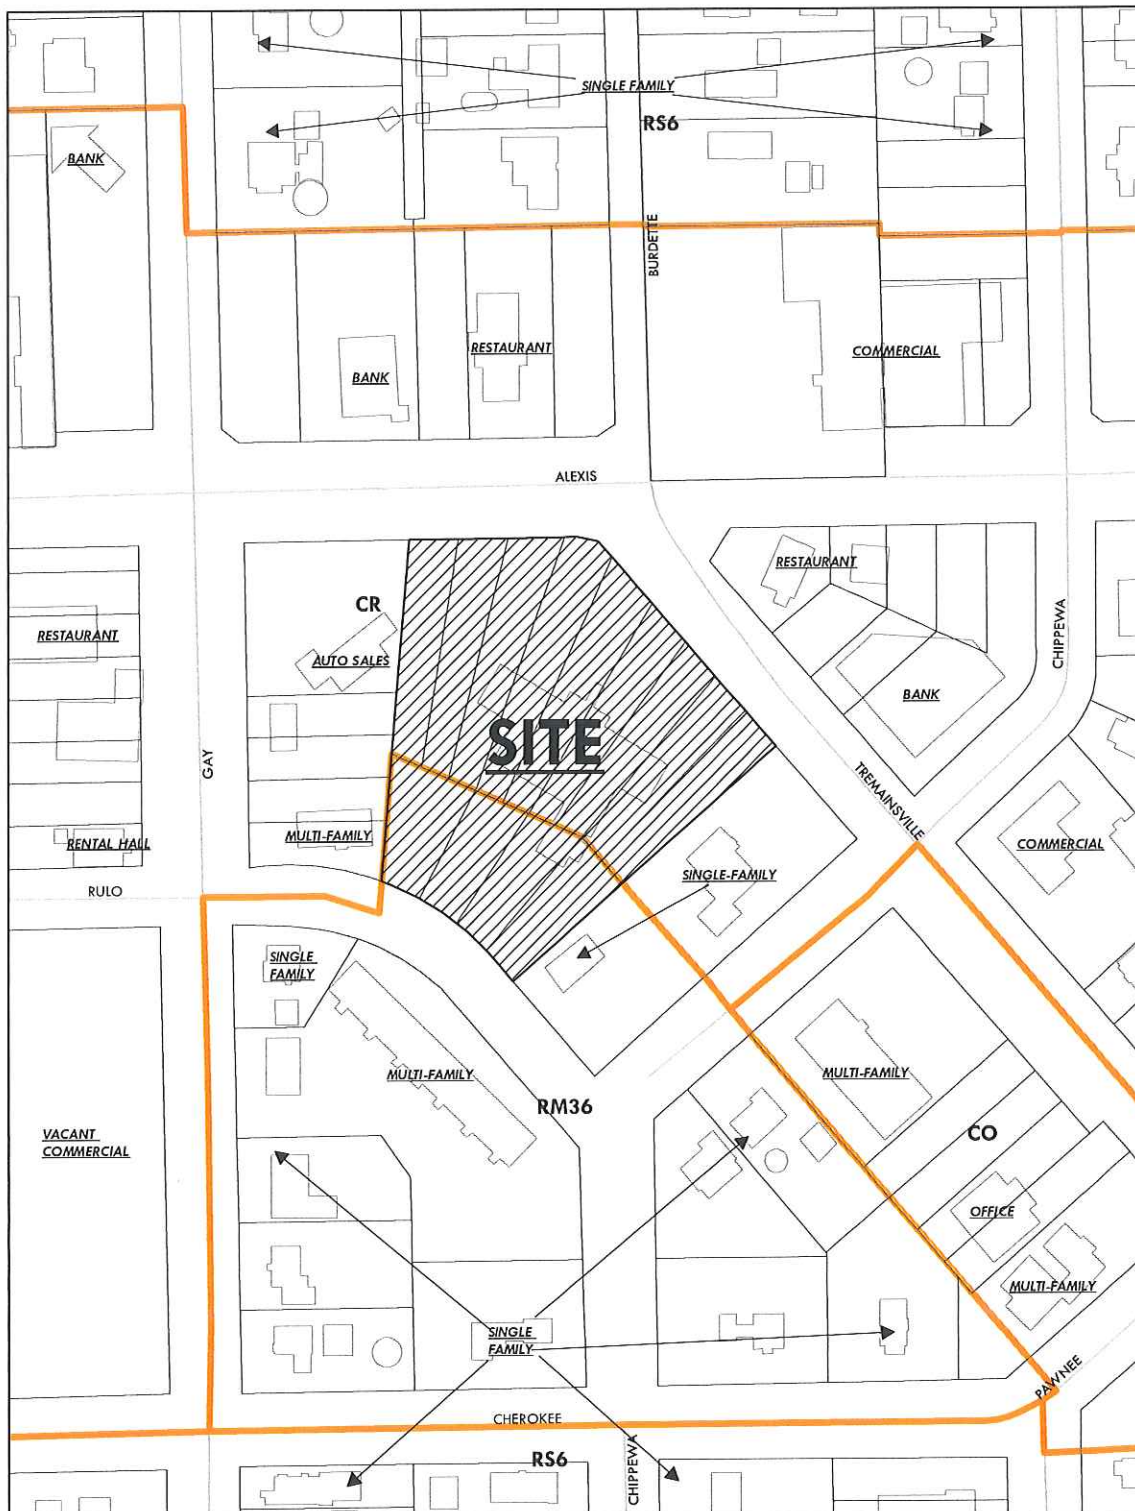 SINGLE FAMILY
RS6
BANK
BURDETTE
RESTAURANT
COMMERCIAL
BANK
ALEXIS
RESTAURANT
CR
CHIPPEWA
RESTAURANT
AUTO SALES
BANK
SITE
GAY
TREMAINSVILLE
MULTI-FAMILY
RENTAL HALL
COMMERCIAL
SINGLE-FAMILY
RULO
SINGLE
FAMILY
MULTI-FAMILY
MULTI-FAMILY
RM36
VACANT
COMMERCIAL
CO
OFFICE
MULTI-FAMILY
SINGLE
FAMILY
PAWNEE
CHEROKEE
RS6
CHIPPEWA